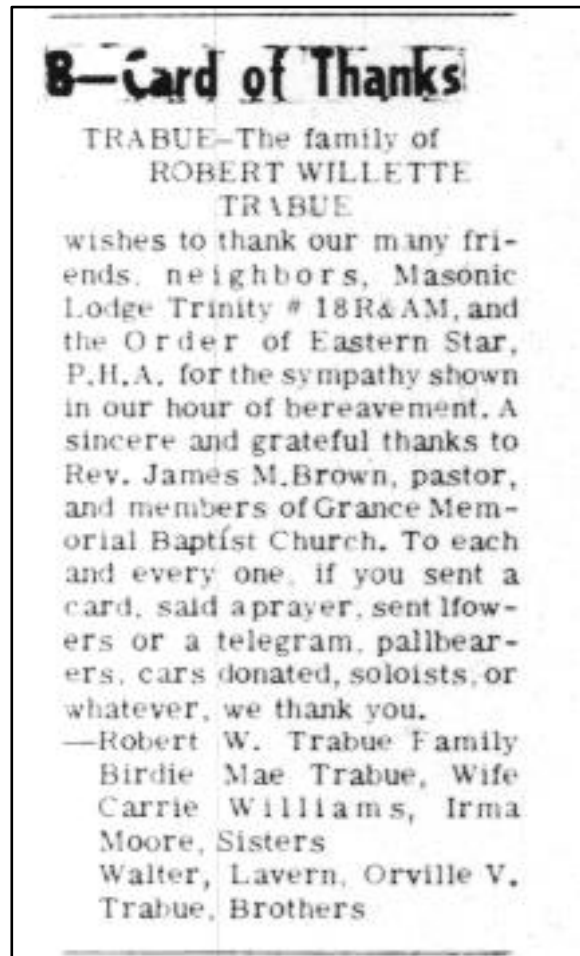 B—Card of Thanks
TRABUE—The family of
ROBERT WILLETTE
TRABUE
wishes to thank our many fri-
ends, neighbors, Masonic
Lodge Trinity # 18R&AM, and
the Order of Eastern Star,
P.H.A. for the sympathy shown
in our hour of bereavement. A
sincere and grateful thanks to
Rev. James M.Brown, pastor,
and members of Grance Mem-
orial Baptist Church. To each
and every one, if you sent a
card, said a prayer, sent lfow-
ers or a telegram, pallbear-
ers, cars donated, soloists, or
whatever, we thank you.
—Robert W. Trabue Family
Birdie Mae Trabue, Wife
Carrie Williams, Irma
Moore, Sisters
Walter, Lavern, Orville V.
Trabue, Brothers